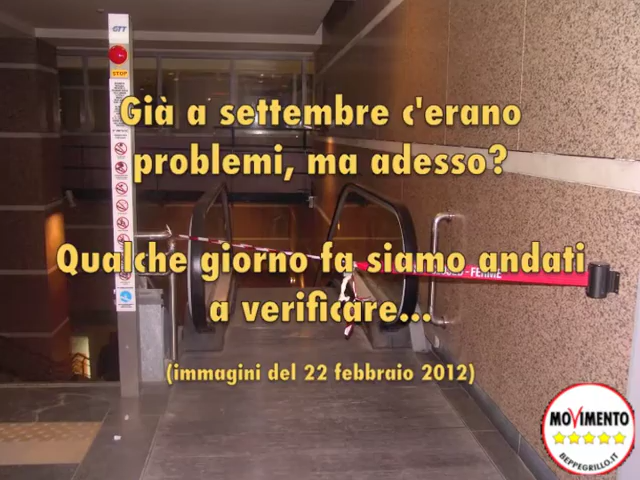 GTT
STOP
Già a settembre c'erano
problemi, ma adesso?
Qualche giorno fa siamo andati
a verificare...
(immagini del 22 febbraio 2012)
MOVIMENTO
BEPPEGRILLO.IT